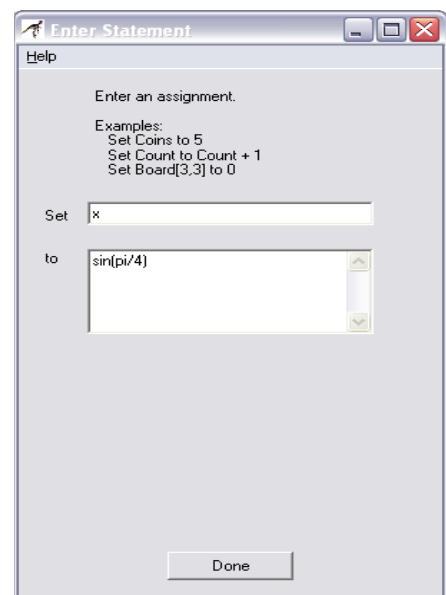 Enter Statement
Help
Enter an assignment.
Examples:
Set Coins to 5
Set Count to Count + 1
Set Board[3,3] to 0
Set x
to sin(pi/4)
Done